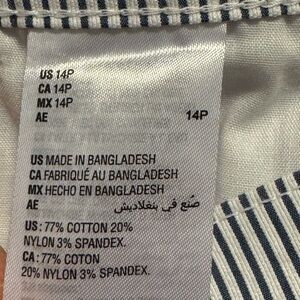 US 14P
CA 14P
MX 14P
AE 14P
US MADE IN BANGLADESH
CA FABRIQUÉ AU BANGLADESH
MX HECHO EN BANGLADESH
AE صنع في بنغلاديش
US : 77% COTTON 20%
NYLON 3% SPANDEX.
CA : 77% COTON
20% NYLON 3% SPANDEX.